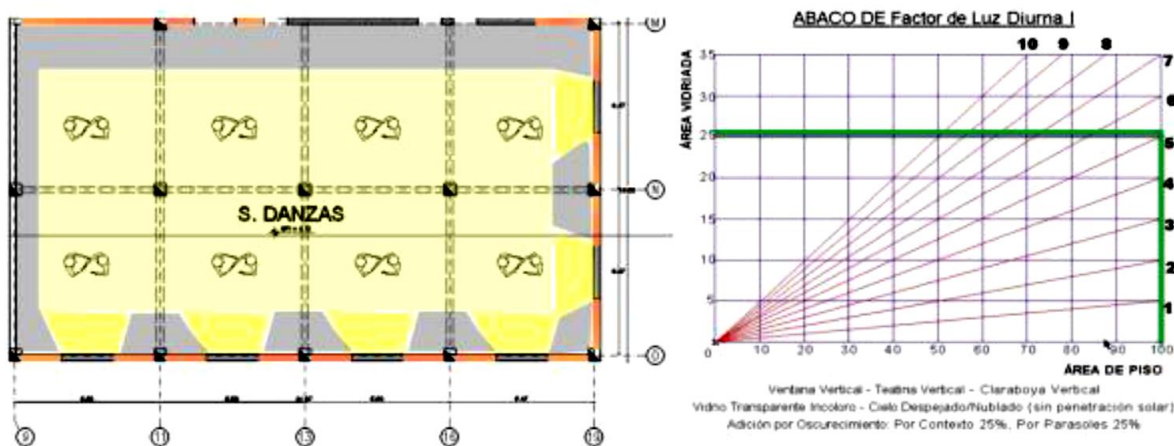 M
N
O
S. DANZAS
9
11
13
15
19
ABACO DE Factor de Luz Diurna I
ÁREA VIDRIADA
35
30
25
20
15
10
5
0
10 9 8
7
6
5
4
3
2
1
10 20 30 40 50 60 70 80 90 100
ÁREA DE PISO
Ventana Vertical - Teatina Vertical - Claraboya Vertical
Vidrio Transparente Incoloro - Cielo Despejado/Nublado (sin penetración solar)
Adición por Oscurecimiento: Por Contexto 25%, Por Parasoles 25%